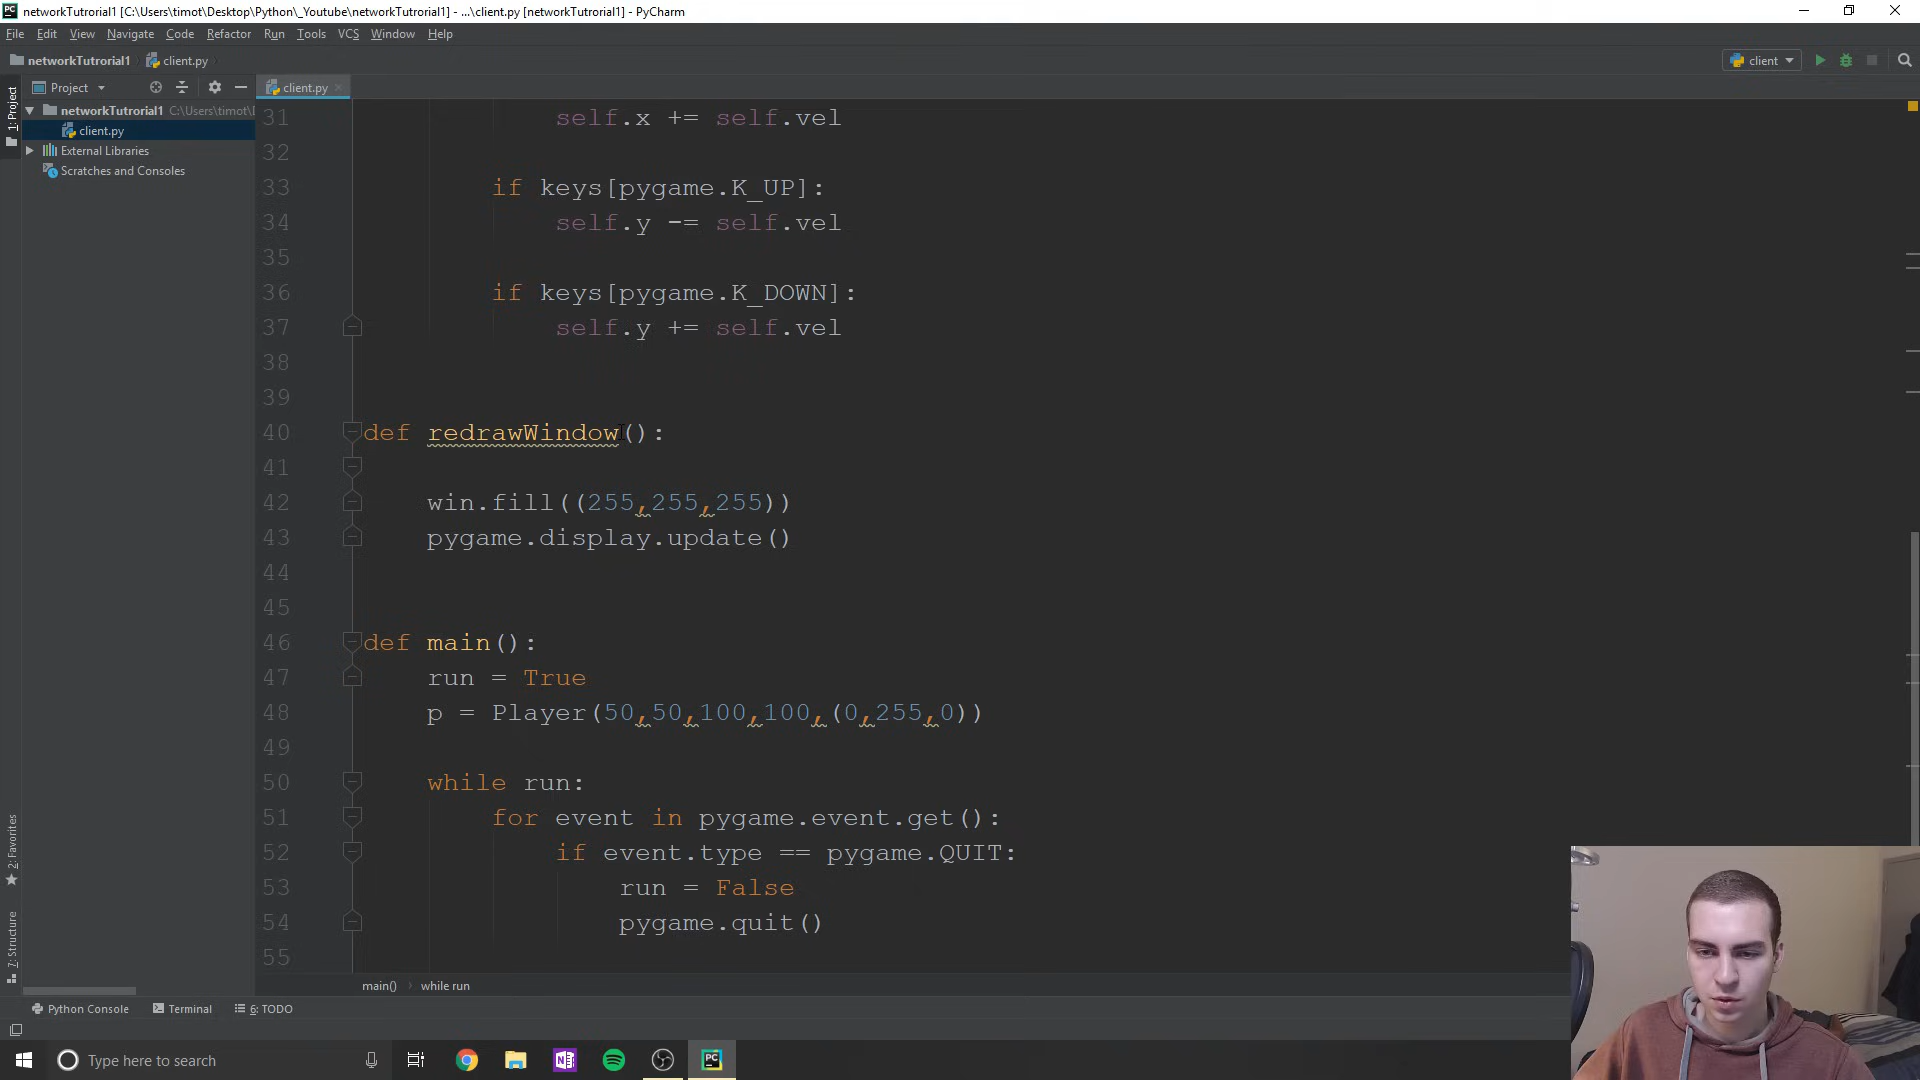 networkTutrorial1 [C:\Users\timot\Desktop\Python\_Youtube\networkTutrorial1] - ...\client.py [networkTutrorial1] - PyCharm
File Edit View Navigate Code Refactor Run Tools VCS Window Help
networkTutrorial1 client.py client
Project client.py
networkTutrorial1 C:\Users\timot\
client.py
External Libraries
Scratches and Consoles
1: Project
2: Favorites
7: Structure
31 self.x += self.vel
32
33 if keys[pygame.K_UP]:
34 self.y -= self.vel
35
36 if keys[pygame.K_DOWN]:
37 self.y += self.vel
38
39
40 def redrawWindow():
41
42 win.fill((255,255,255))
43 pygame.display.update()
44
45
46 def main():
47 run = True
48 p = Player(50,50,100,100,(0,255,0))
49
50 while run:
51 for event in pygame.event.get():
52 if event.type == pygame.QUIT:
53 run = False
54 pygame.quit()
55
main() while run
Python Console Terminal 6: TODO
Type here to search